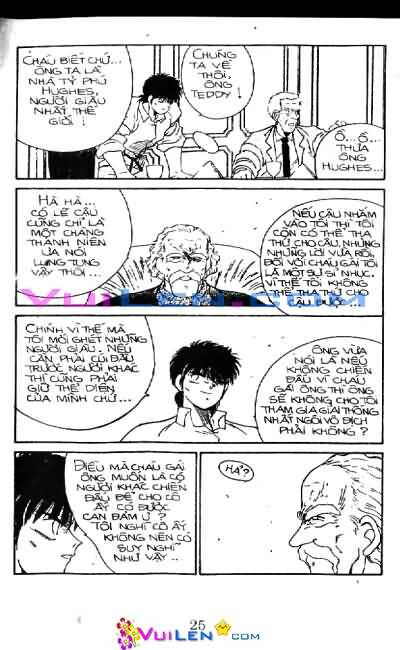 CHÁU BIẾT CHỨ...
ÔNG TA LÀ
NHÀ TỶ PHÚ
HUGHES,
NGƯỜI GIÀU
NHẤT THẾ
GIỚI!
CHÚNG
TA VỀ
THÔI,
ÔNG
TEDDY!
Ồ...Ồ...
THƯA
ÔNG
HUGHES...
HÀ HÀ...
CÓ LẼ CẬU
CŨNG CHỈ LÀ
MỘT CHÀNG
THANH NIÊN
ƯA NÓI
LUNG TUNG
VẬY THÔI...
NẾU CẬU NHẮM
VÀO TÔI THÌ TÔI
CÒN CÓ THỂ THA
THỨ CHO CẬU, NHƯNG
NHỮNG LỜI VỪA RỒI,
ĐỐI VỚI CHÁU GÁI TÔI
LÀ MỘT SỰ SỈ NHỤC.
VÌ THẾ TÔI KHÔNG
THỂ THA THỨ CHO
CẬU ĐƯỢC...
VuiLen.com
CHÍNH VÌ THẾ MÀ
TÔI MỚI GHÉT NHỮNG
NGƯỜI GIÀU. NẾU
CẦN PHẢI CÚI ĐẦU
TRƯỚC NGƯỜI KHÁC
THÌ CŨNG PHẢI
GIỮ THỂ DIỆN
CỦA MÌNH CHỨ...
ÔNG VỪA
NÓI LÀ NẾU
KHÔNG CHIẾN
ĐẤU VÌ CHÁU
GÁI ÔNG THÌ ÔNG
SẼ KHÔNG CHO TÔI
THAM GIA GIẢI THỐNG
NHẤT NGÔI VÔ ĐỊCH
PHẢI KHÔNG?
ĐIỀU MÀ CHÁU GÁI
ÔNG MUỐN LÀ CÓ
NGƯỜI KHÁC CHIẾN
ĐẤU ĐỂ CHO CÔ
ẤY CÓ ĐƯỢC
CAN ĐẢM Ư?
TÔI NGHĨ CÔ ẤY
KHÔNG NÊN CÓ
SUY NGHĨ
NHƯ VẬY...
HẢ?
25
VuiLen.com